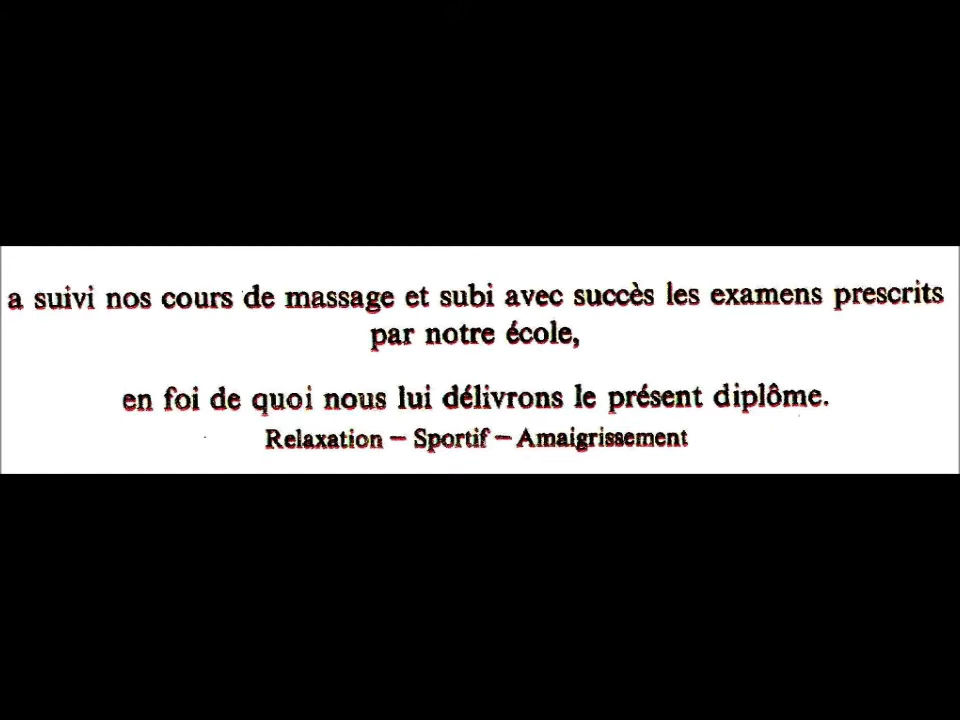 a suivi nos cours de massage et subi avec succès les examens prescrits
par notre école,
en foi de quoi nous lui délivrons le présent diplôme.
Relaxation – Sportif – Amaigrissement